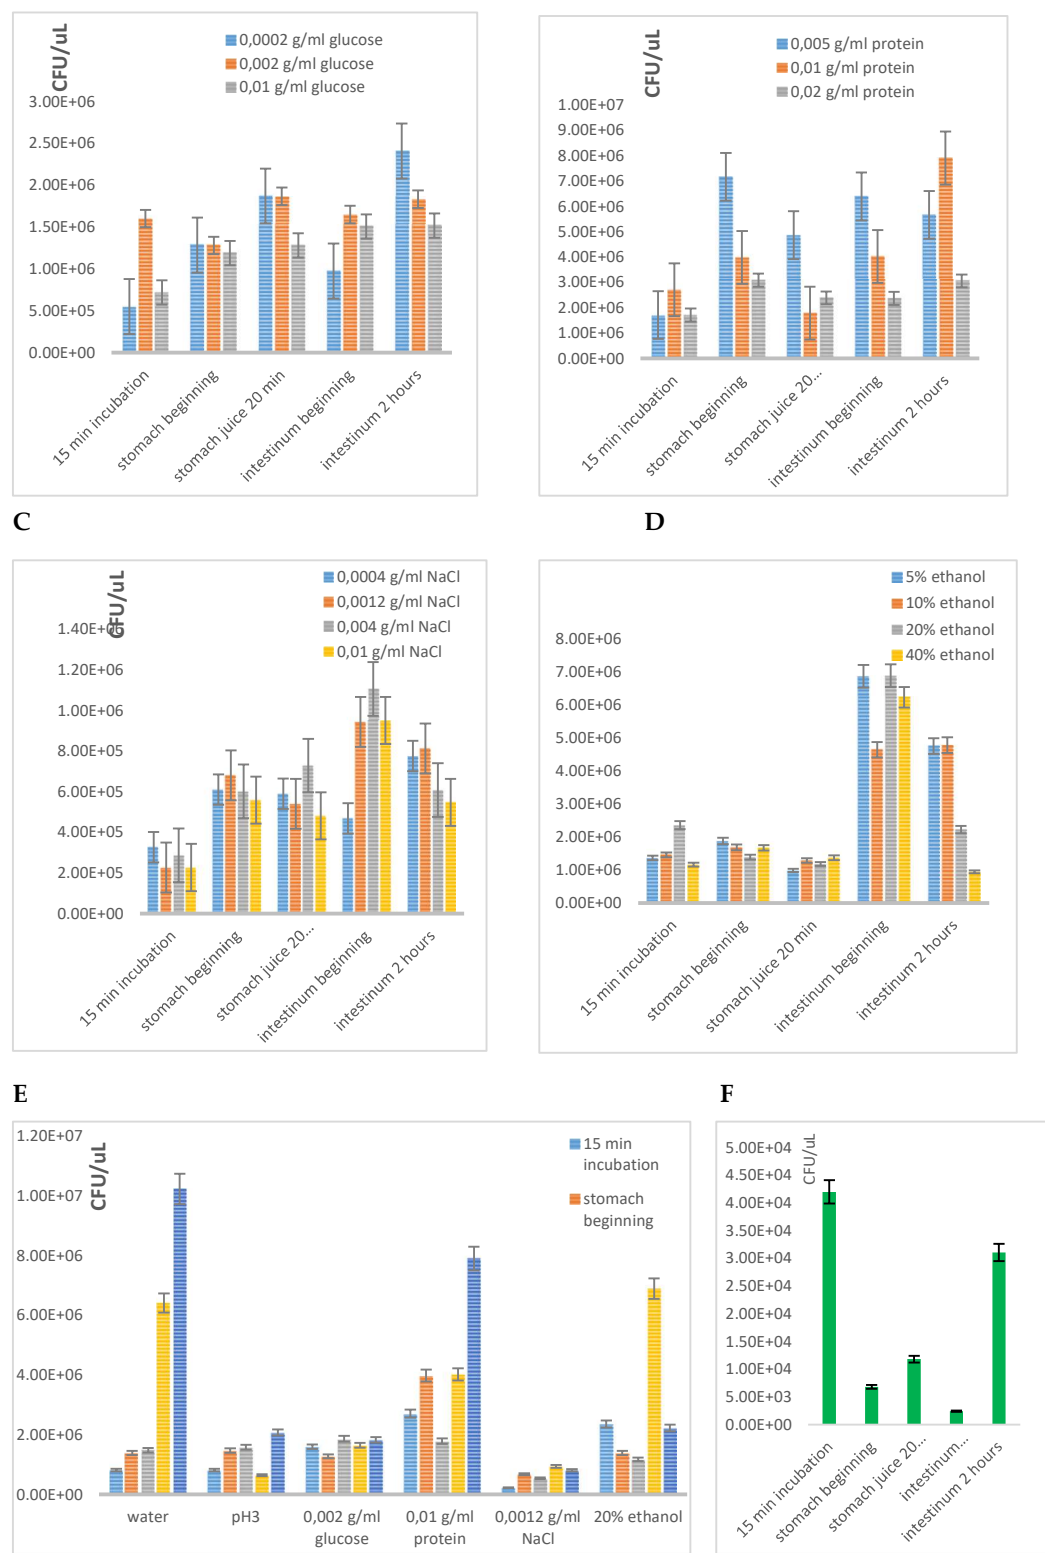 CFU/uL
0,0002 g/ml glucose
0,002 g/ml glucose
0,01 g/ml glucose
3.00E+06
2.50E+06
2.00E+06
1.50E+06
1.00E+06
5.00E+05
0.00E+00
15 min incubation
stomach beginning
stomach juice 20 min
intestinum beginning
intestinum 2 hours
CFU/uL
0,005 g/ml protein
0,01 g/ml protein
0,02 g/ml protein
1.00E+07
9.00E+06
8.00E+06
7.00E+06
6.00E+06
5.00E+06
4.00E+06
3.00E+06
2.00E+06
1.00E+06
0.00E+00
15 min incubation
stomach beginning
stomach juice 20...
intestinum beginning
intestinum 2 hours
C
D
CFU/uL
0,0004 g/ml NaCl
0,0012 g/ml NaCl
0,004 g/ml NaCl
0,01 g/ml NaCl
1.40E+06
1.20E+06
1.00E+06
8.00E+05
6.00E+05
4.00E+05
2.00E+05
0.00E+00
15 min incubation
stomach beginning
stomach juice 20...
intestinum beginning
intestinum 2 hours
5% ethanol
10% ethanol
20% ethanol
40% ethanol
8.00E+06
7.00E+06
6.00E+06
5.00E+06
4.00E+06
3.00E+06
2.00E+06
1.00E+06
0.00E+00
15 min incubation
stomach beginning
stomach juice 20 min
intestinum beginning
intestinum 2 hours
E
F
CFU/uL
15 min
incubation
stomach
beginning
1.20E+07
1.00E+07
8.00E+06
6.00E+06
4.00E+06
2.00E+06
0.00E+00
water
pH3
0,002 g/ml
glucose
0,01 g/ml
protein
0,0012 g/ml
NaCl
20% ethanol
CFU/uL
5.00E+04
4.50E+04
4.00E+04
3.50E+04
3.00E+04
2.50E+04
2.00E+04
1.50E+04
1.00E+04
5.00E+03
0.00E+00
15 min incubation
stomach beginning
stomach juice 20...
intestinum...
intestinum 2 hours